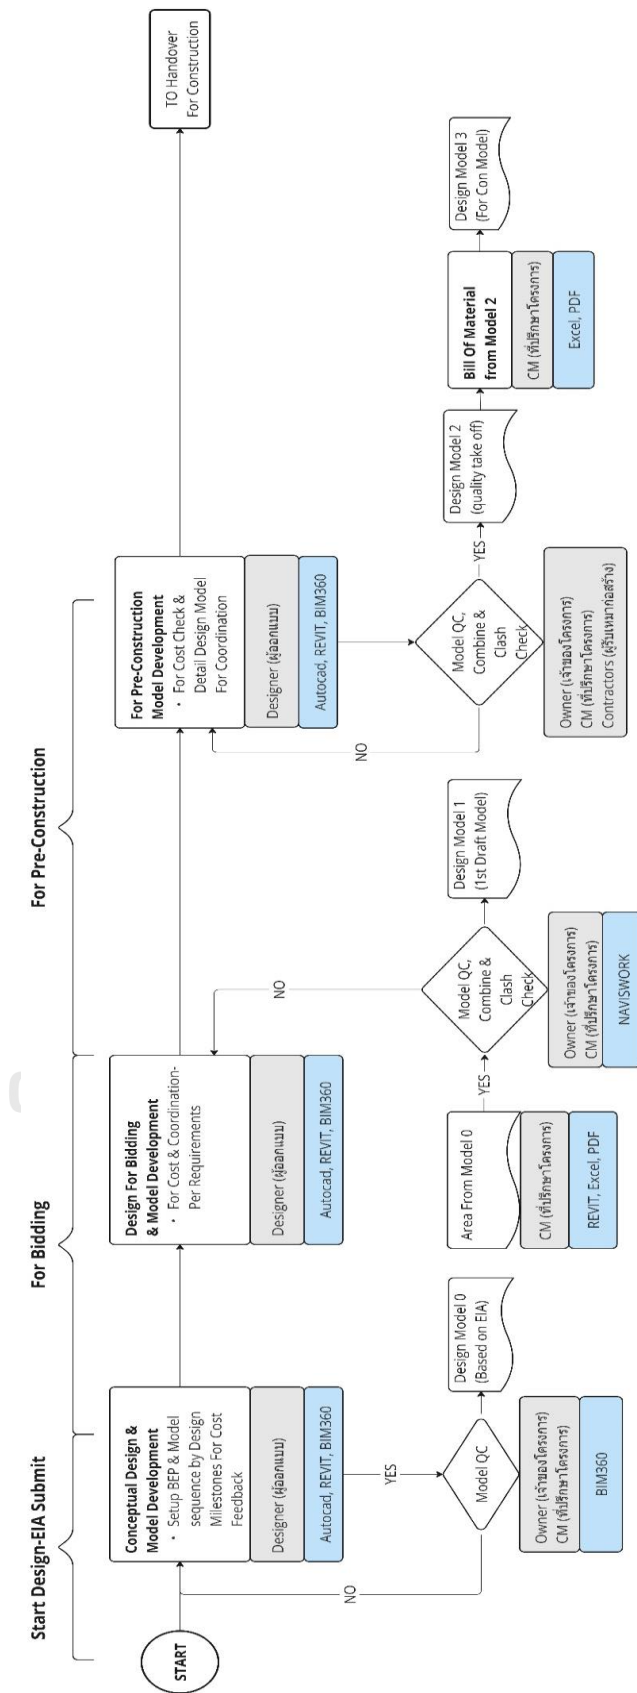 Start Design-EIA Submit
For Bidding
For Pre-Construction
START
Conceptual Design &
Model Development
• Setup BEP & Model
sequence by Design
Milestones For Cost
Feedback
Designer (ผู้ออกแบบ)
Autocad, REVIT, BIM360
YES
NO
Model QC
Owner (เจ้าของโครงการ)
CM (ที่ปรึกษาโครงการ)
BIM360
Design Model 0
(Based on EIA)
Design For Bidding
& Model Development
• For Cost & Coordination-
Per Requirements
Designer (ผู้ออกแบบ)
Autocad, REVIT, BIM360
Area From Model 0
CM (ที่ปรึกษาโครงการ)
REVIT, Excel, PDF
YES
NO
Model QC,
Combine &
Clash
Check
Owner (เจ้าของโครงการ)
CM (ที่ปรึกษาโครงการ)
NAVISWORK
Design Model 1
(1st Draft Model)
For Pre-Construction
Model Development
• For Cost Check &
Detail Design Model
For Coordination
Designer (ผู้ออกแบบ)
Autocad, REVIT, BIM360
NO
Model QC,
Combine &
Clash
Check
YES
Owner (เจ้าของโครงการ)
CM (ที่ปรึกษาโครงการ)
Contractors (ผู้รับเหมาก่อสร้าง)
Design Model 2
(quality take off)
Bill Of Material
from Model 2
CM (ที่ปรึกษาโครงการ)
Excel, PDF
Design Model 3
(For Con Model)
TO Handover
For Construction